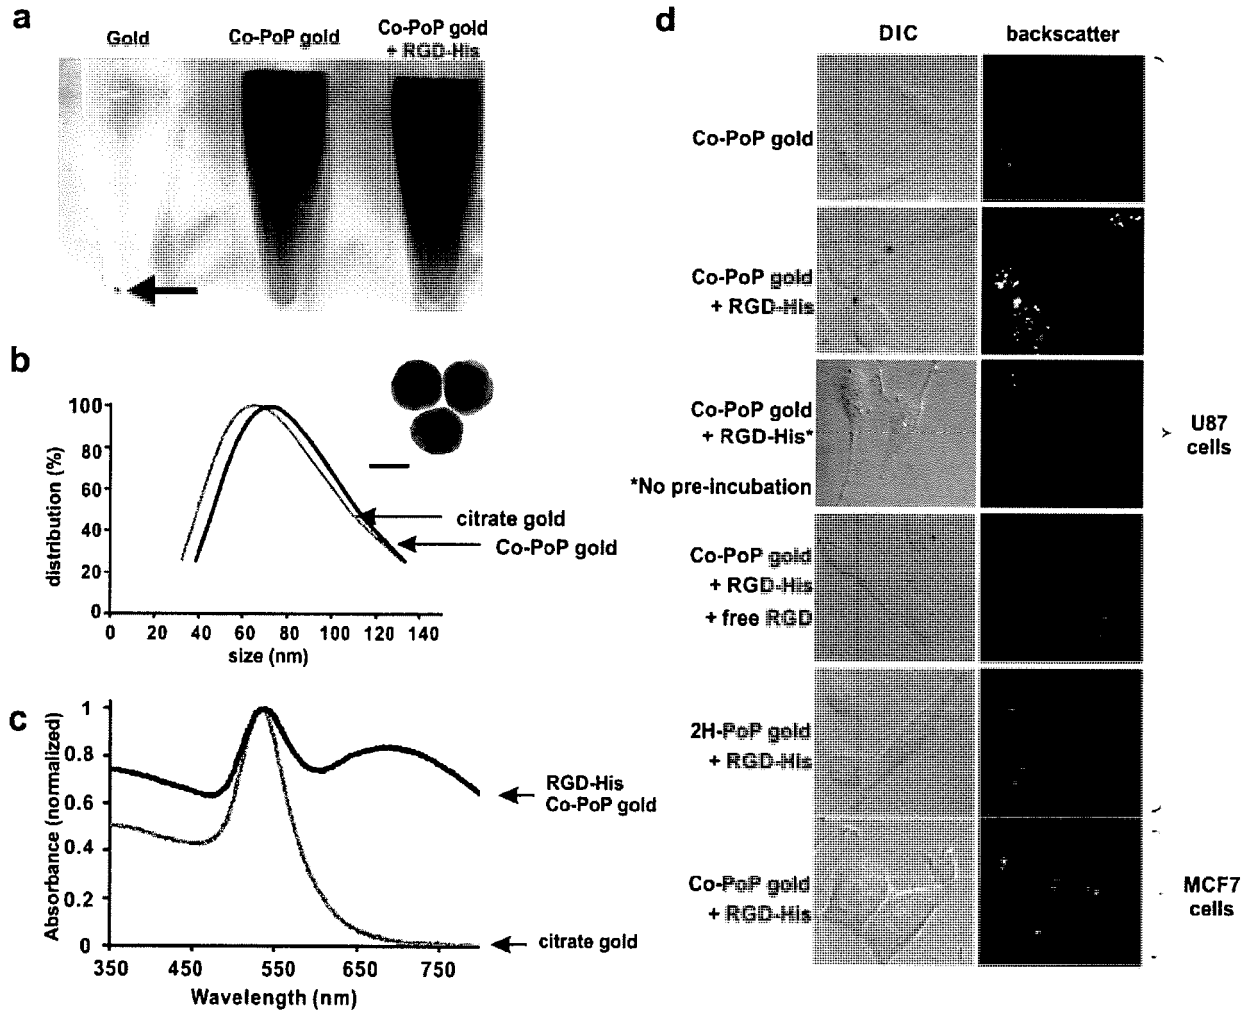 a
Gold
Co-PoP gold
Co-PoP gold
+ RGD-His
b
distribution (%)
100
80
60
40
20
0
0 20 40 60 80 100 120 140
size (nm)
citrate gold
Co-PoP gold
c
Absorbance (normalized)
1
0.8
0.6
0.4
0.2
0
350 450 550 650 750
Wavelength (nm)
RGD-His
Co-PoP gold
citrate gold
d
DIC backscatter
Co-PoP gold
Co-PoP gold
+ RGD-His
Co-PoP gold
+ RGD-His*
*No pre-incubation
Co-PoP gold
+ RGD-His
+ free RGD
2H-PoP gold
+ RGD-His
Co-PoP gold
+ RGD-His
U87
cells
MCF7
cells